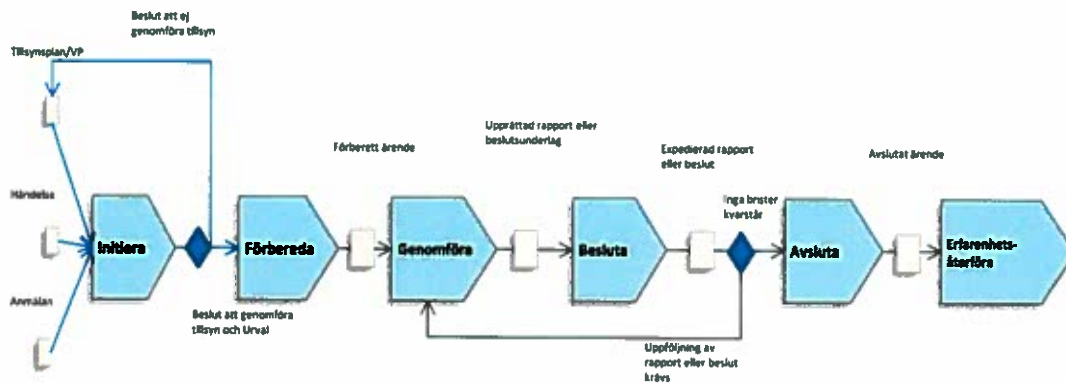 Beslut att ej
genomföra tillsyn
Tillsynsplan/VP
Upprättad rapport eller
beslutsunderlag
Förberett ärende
Expedierad rapport
eller beslut
Avslutat ärende
Händelse
Inga brister
kvarstår
Initiera
Förbereda
Genomföra
Besluta
Avsluta
Erfarenhets-
återföra
Anmälan
Beslut att genomföra
tillsyn och Urval
Uppföljning av
rapport eller beslut
krävs